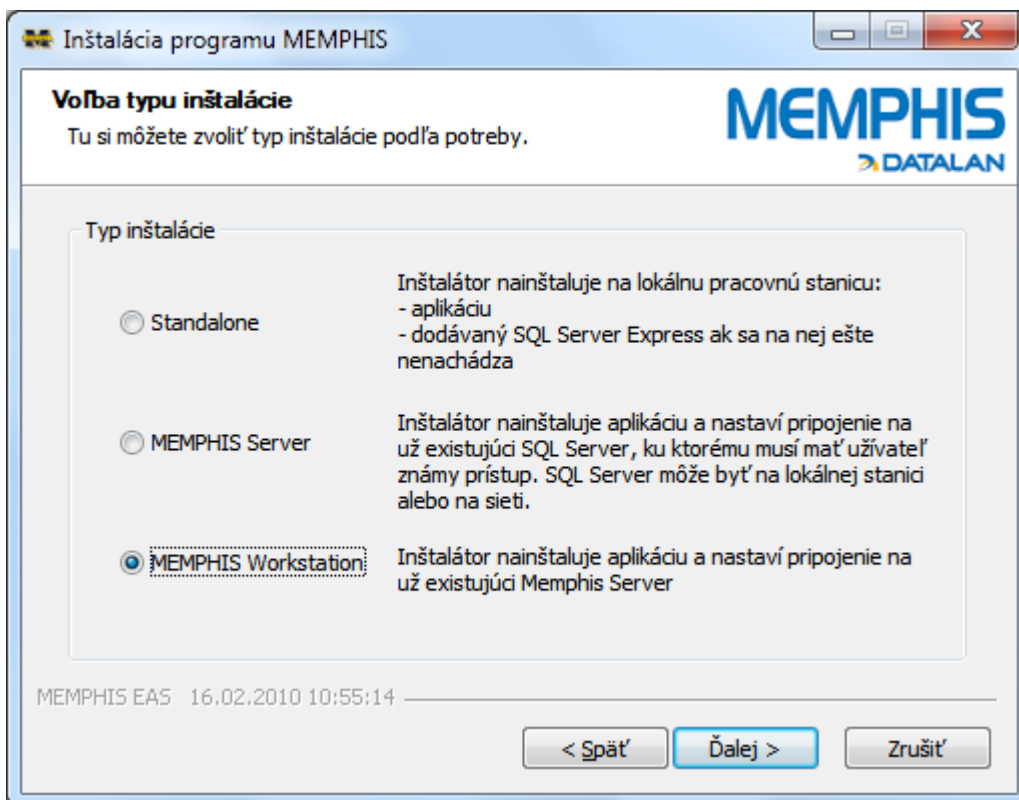 Inštalácia programu MEMPHIS
Voľba typu inštalácie
Tu si môžete zvoliť typ inštalácie podľa potreby.
MEMPHIS
DATALAN
Typ inštalácie
Standalone
Inštalátor nainštaluje na lokálnu pracovnú stanicu:
- aplikáciu
- dodávaný SQL Server Express ak sa na nej ešte
nenachádza
MEMPHIS Server
Inštalátor nainštaluje aplikáciu a nastaví pripojenie na
už existujúci SQL Server, ku ktorému musí mať užívateľ
známy prístup. SQL Server môže byť na lokálnej stanici
alebo na sieti.
MEMPHIS Workstation
Inštalátor nainštaluje aplikáciu a nastaví pripojenie na
už existujúci Memphis Server
MEMPHIS EAS 16.02.2010 10:55:14
< Späť
Ďalej >
Zrušiť